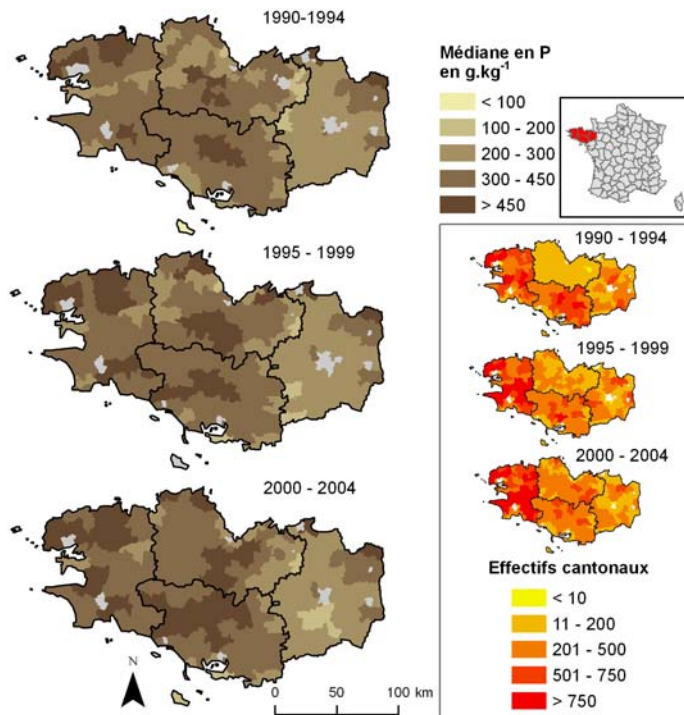 1990-1994
Médiane en P
en g.kg⁻¹
< 100
100 - 200
200 - 300
300 - 450
> 450
1995 - 1999
2000 - 2004
N
0 50 100 km
1990 - 1994
1995 - 1999
2000 - 2004
Effectifs cantonaux
< 10
11 - 200
201 - 500
501 - 750
> 750